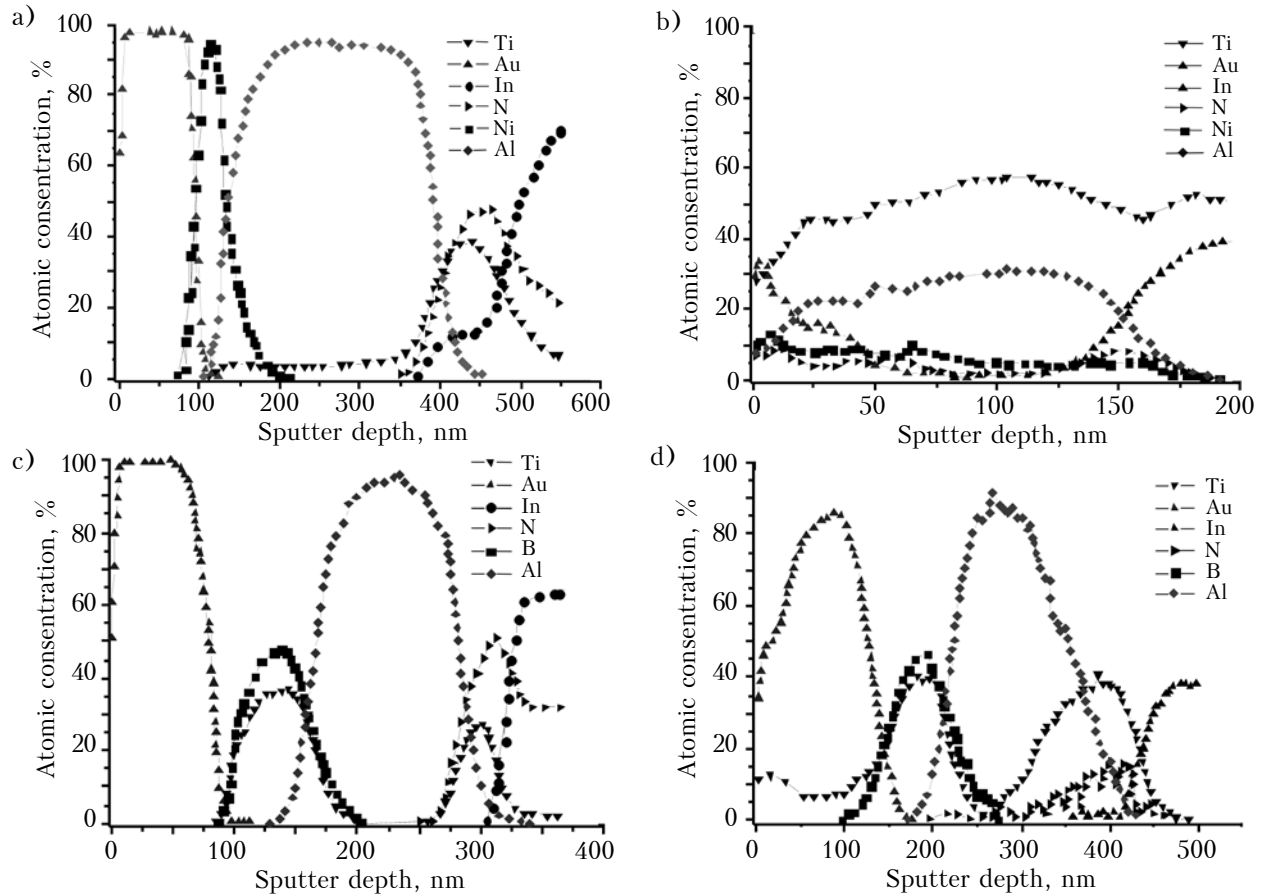 a)
100
80
60
40
20
0
Atomic consentration, %
Ti
Au
In
N
Ni
Al
0
100
200
300
400
500
600
Sputter depth, nm
b)
100
80
60
40
20
0
Atomic consentration, %
Ti
Au
In
N
Ni
Al
0
50
100
150
200
Sputter depth, nm
c)
100
80
60
40
20
0
Atomic consentration, %
Ti
Au
In
N
B
Al
0
100
200
300
400
Sputter depth, nm
d)
100
80
60
40
20
0
Atomic consentration, %
Ti
Au
In
N
B
Al
0
100
200
300
400
500
Sputter depth, nm